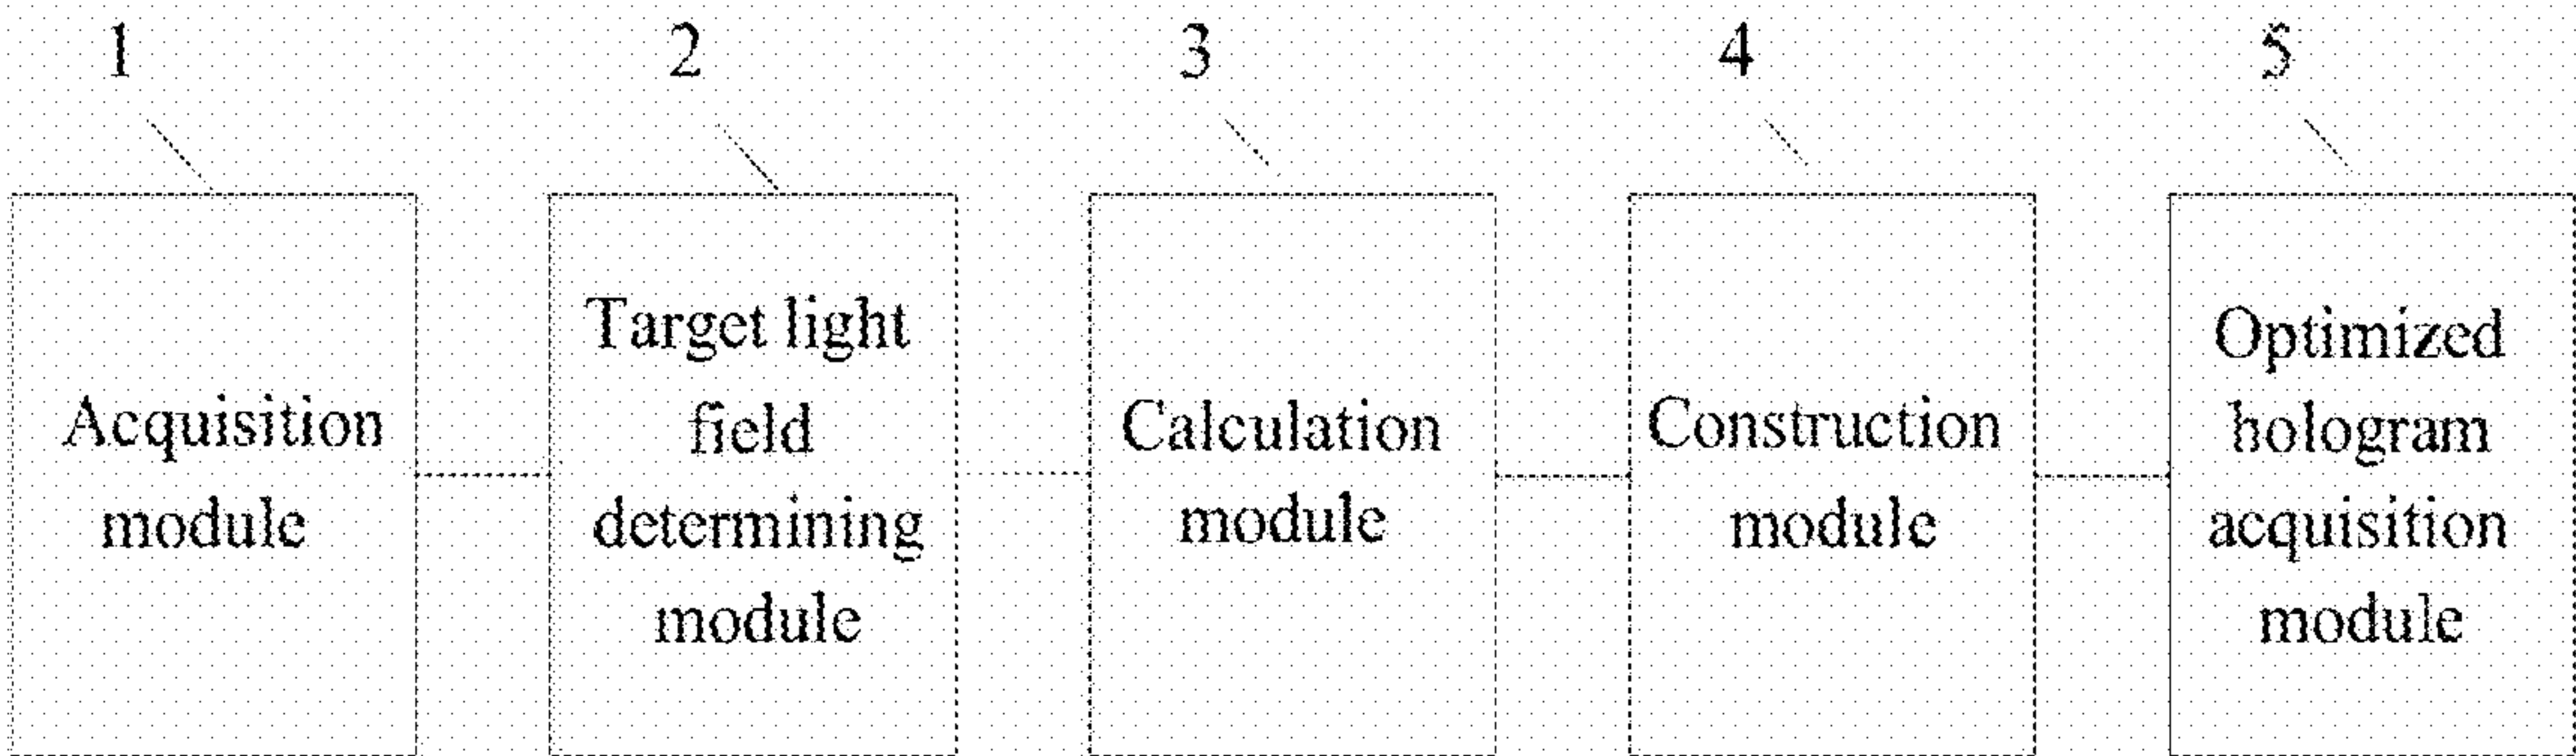 1 2 3 4 5
Acquisition
module
Target light
field
determining
module
Calculation
module
Construction
module
Optimized
hologram
acquisition
module